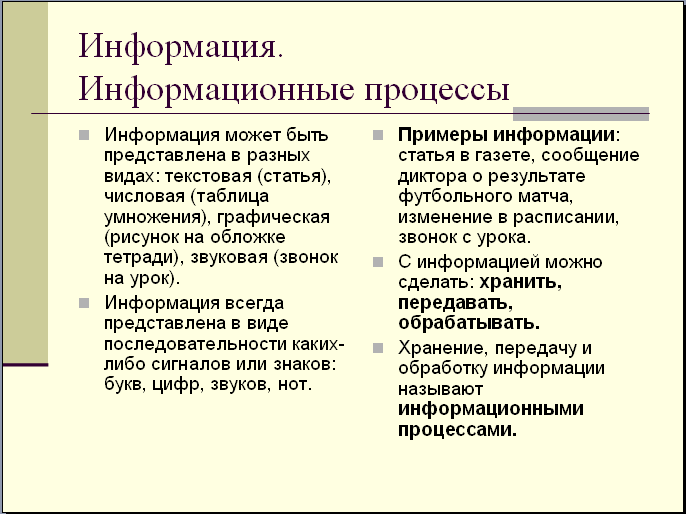 Информация.
Информационные процессы
Информация может быть
представлена в разных
видах: текстовая (статья),
числовая (таблица
умножения), графическая
(рисунок на обложке
тетради), звуковая (звонок
на урок).
Информация всегда
представлена в виде
последовательности каких-
либо сигналов или знаков:
букв, цифр, звуков, нот.
Примеры информации:
статья в газете, сообщение
диктора о результате
футбольного матча,
изменение в расписании,
звонок с урока.
С информацией можно
сделать: хранить,
передавать,
обрабатывать.
Хранение, передачу и
обработку информации
называют
информационными
процессами.